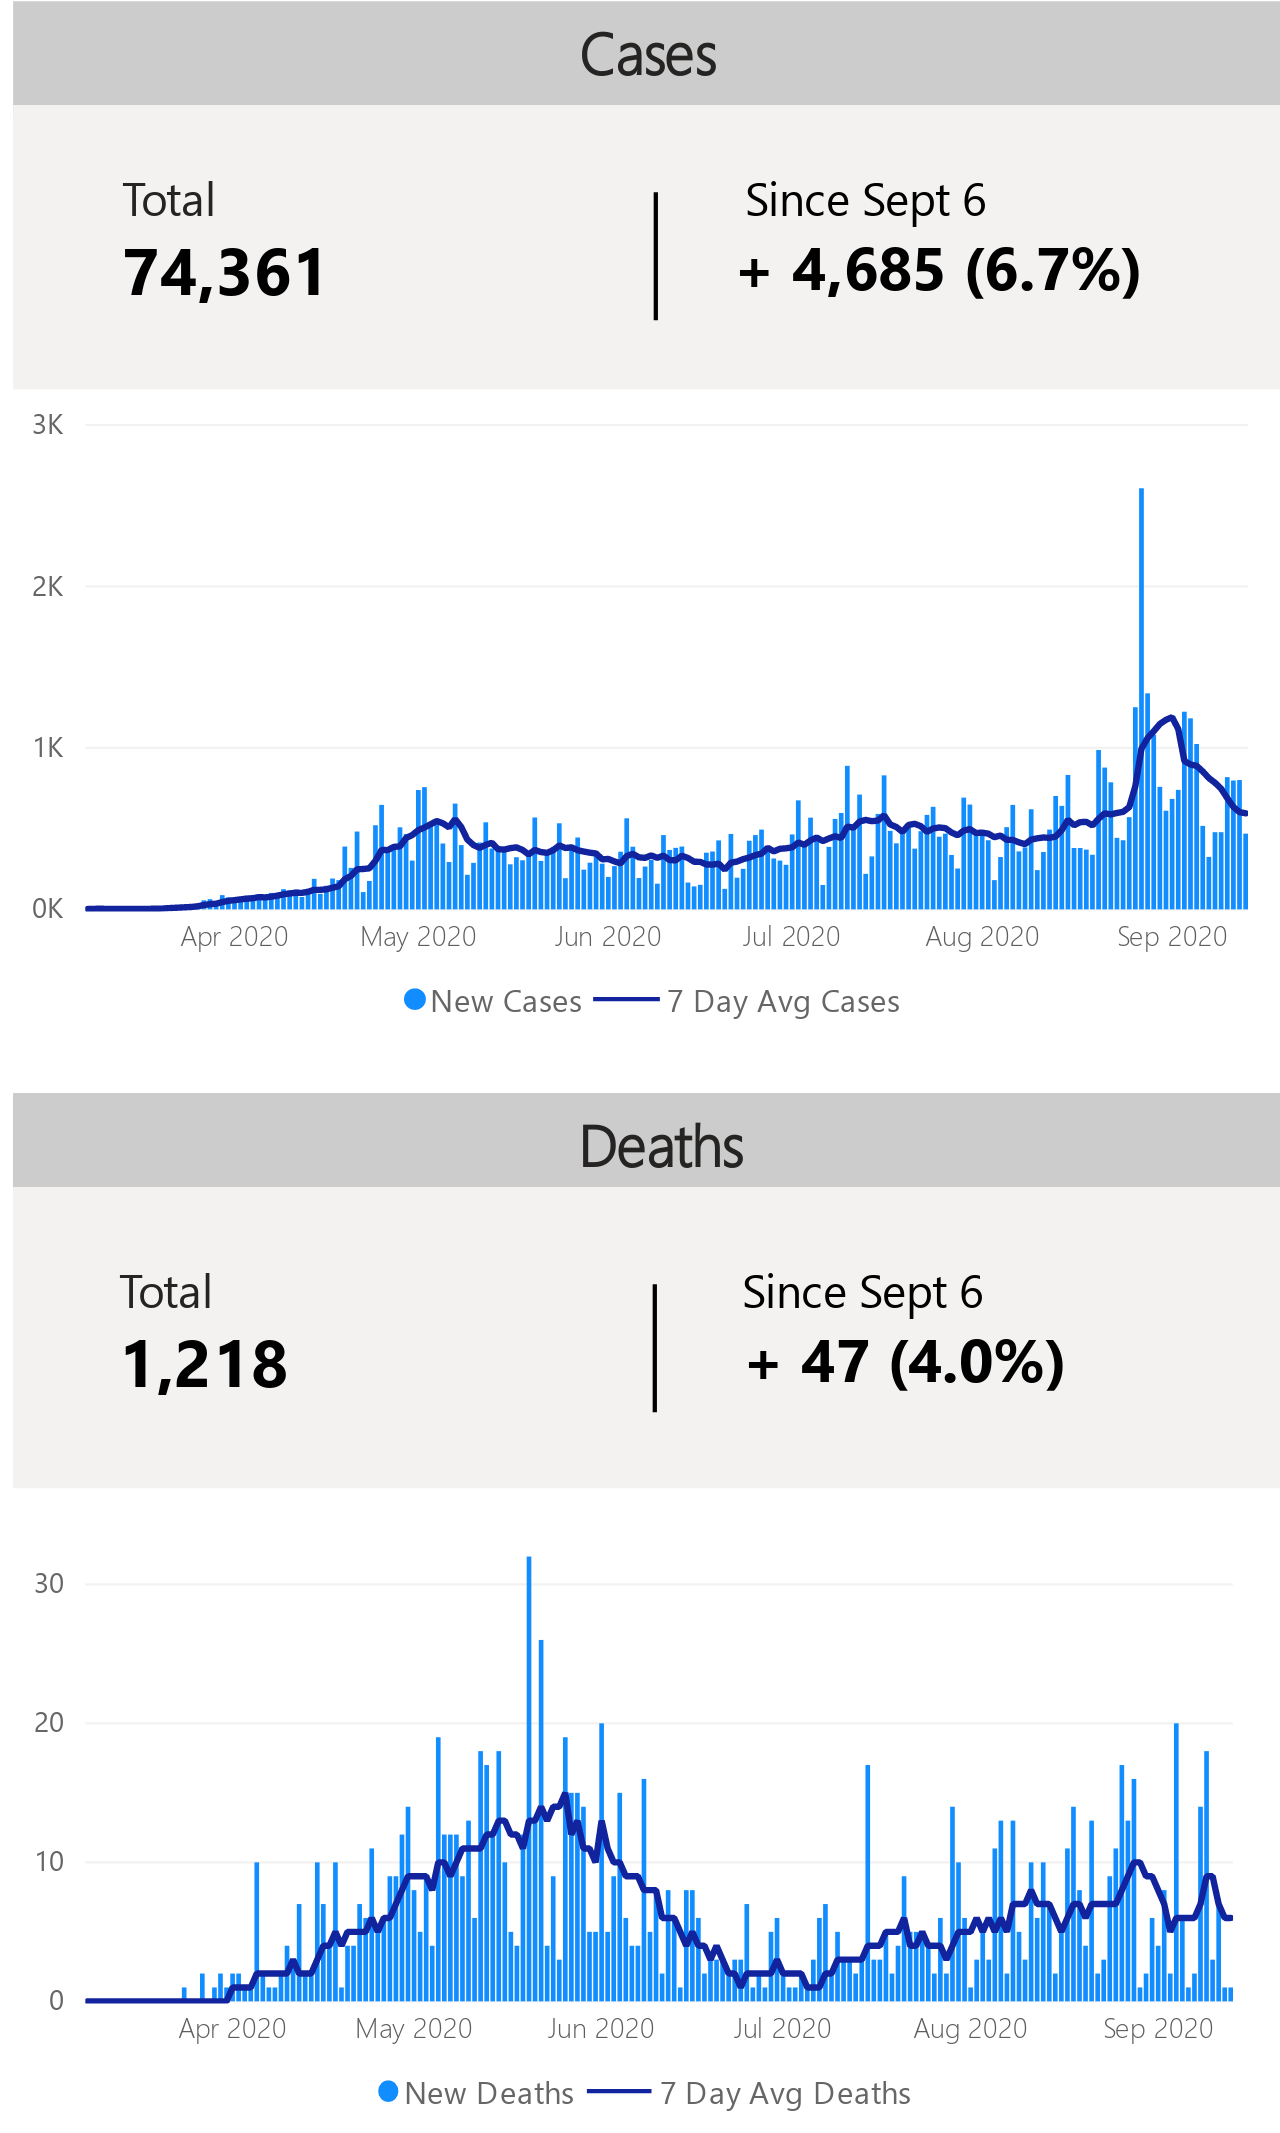 Cases
Total
Since Sept 6
74,361
+ 4,685 (6.7%)
3K
2K
1K
0K
Apr 2020 May 2020 Jun 2020 Jul 2020 Aug 2020 Sep 2020
New Cases 7 Day Avg Cases
Deaths
Total
Since Sept 6
1,218
+ 47 (4.0%)
30
20
10
0
Apr 2020 May 2020 Jun 2020 Jul 2020 Aug 2020 Sep 2020
New Deaths 7 Day Avg Deaths